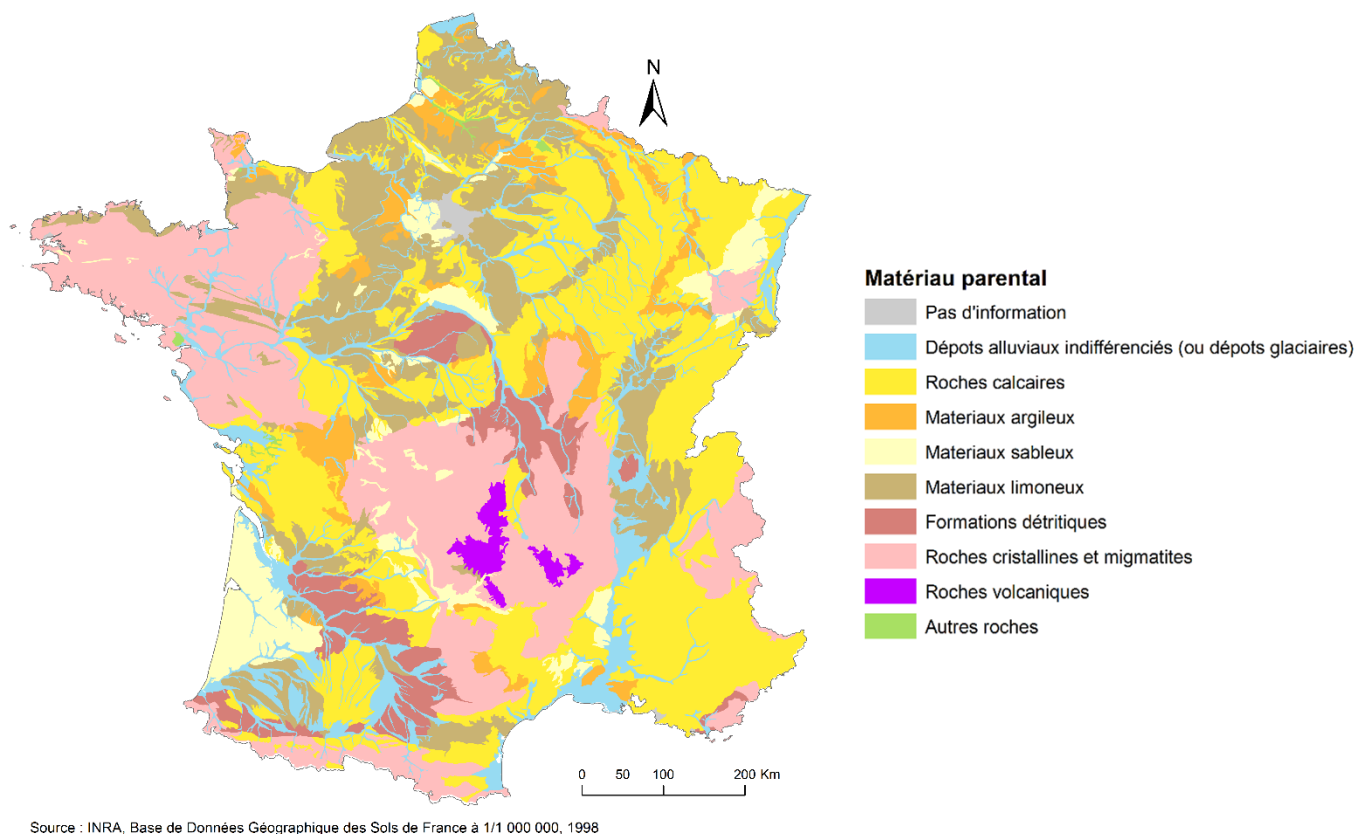 N
Matériau parental
Pas d'information
Dépots alluviaux indifférenciés (ou dépots glaciaires)
Roches calcaires
Materiaux argileux
Materiaux sableux
Materiaux limoneux
Formations détritiques
Roches cristallines et migmatites
Roches volcaniques
Autres roches
0 50 100 200 Km
Source : INRA, Base de Données Géographique des Sols de France à 1/1 000 000, 1998